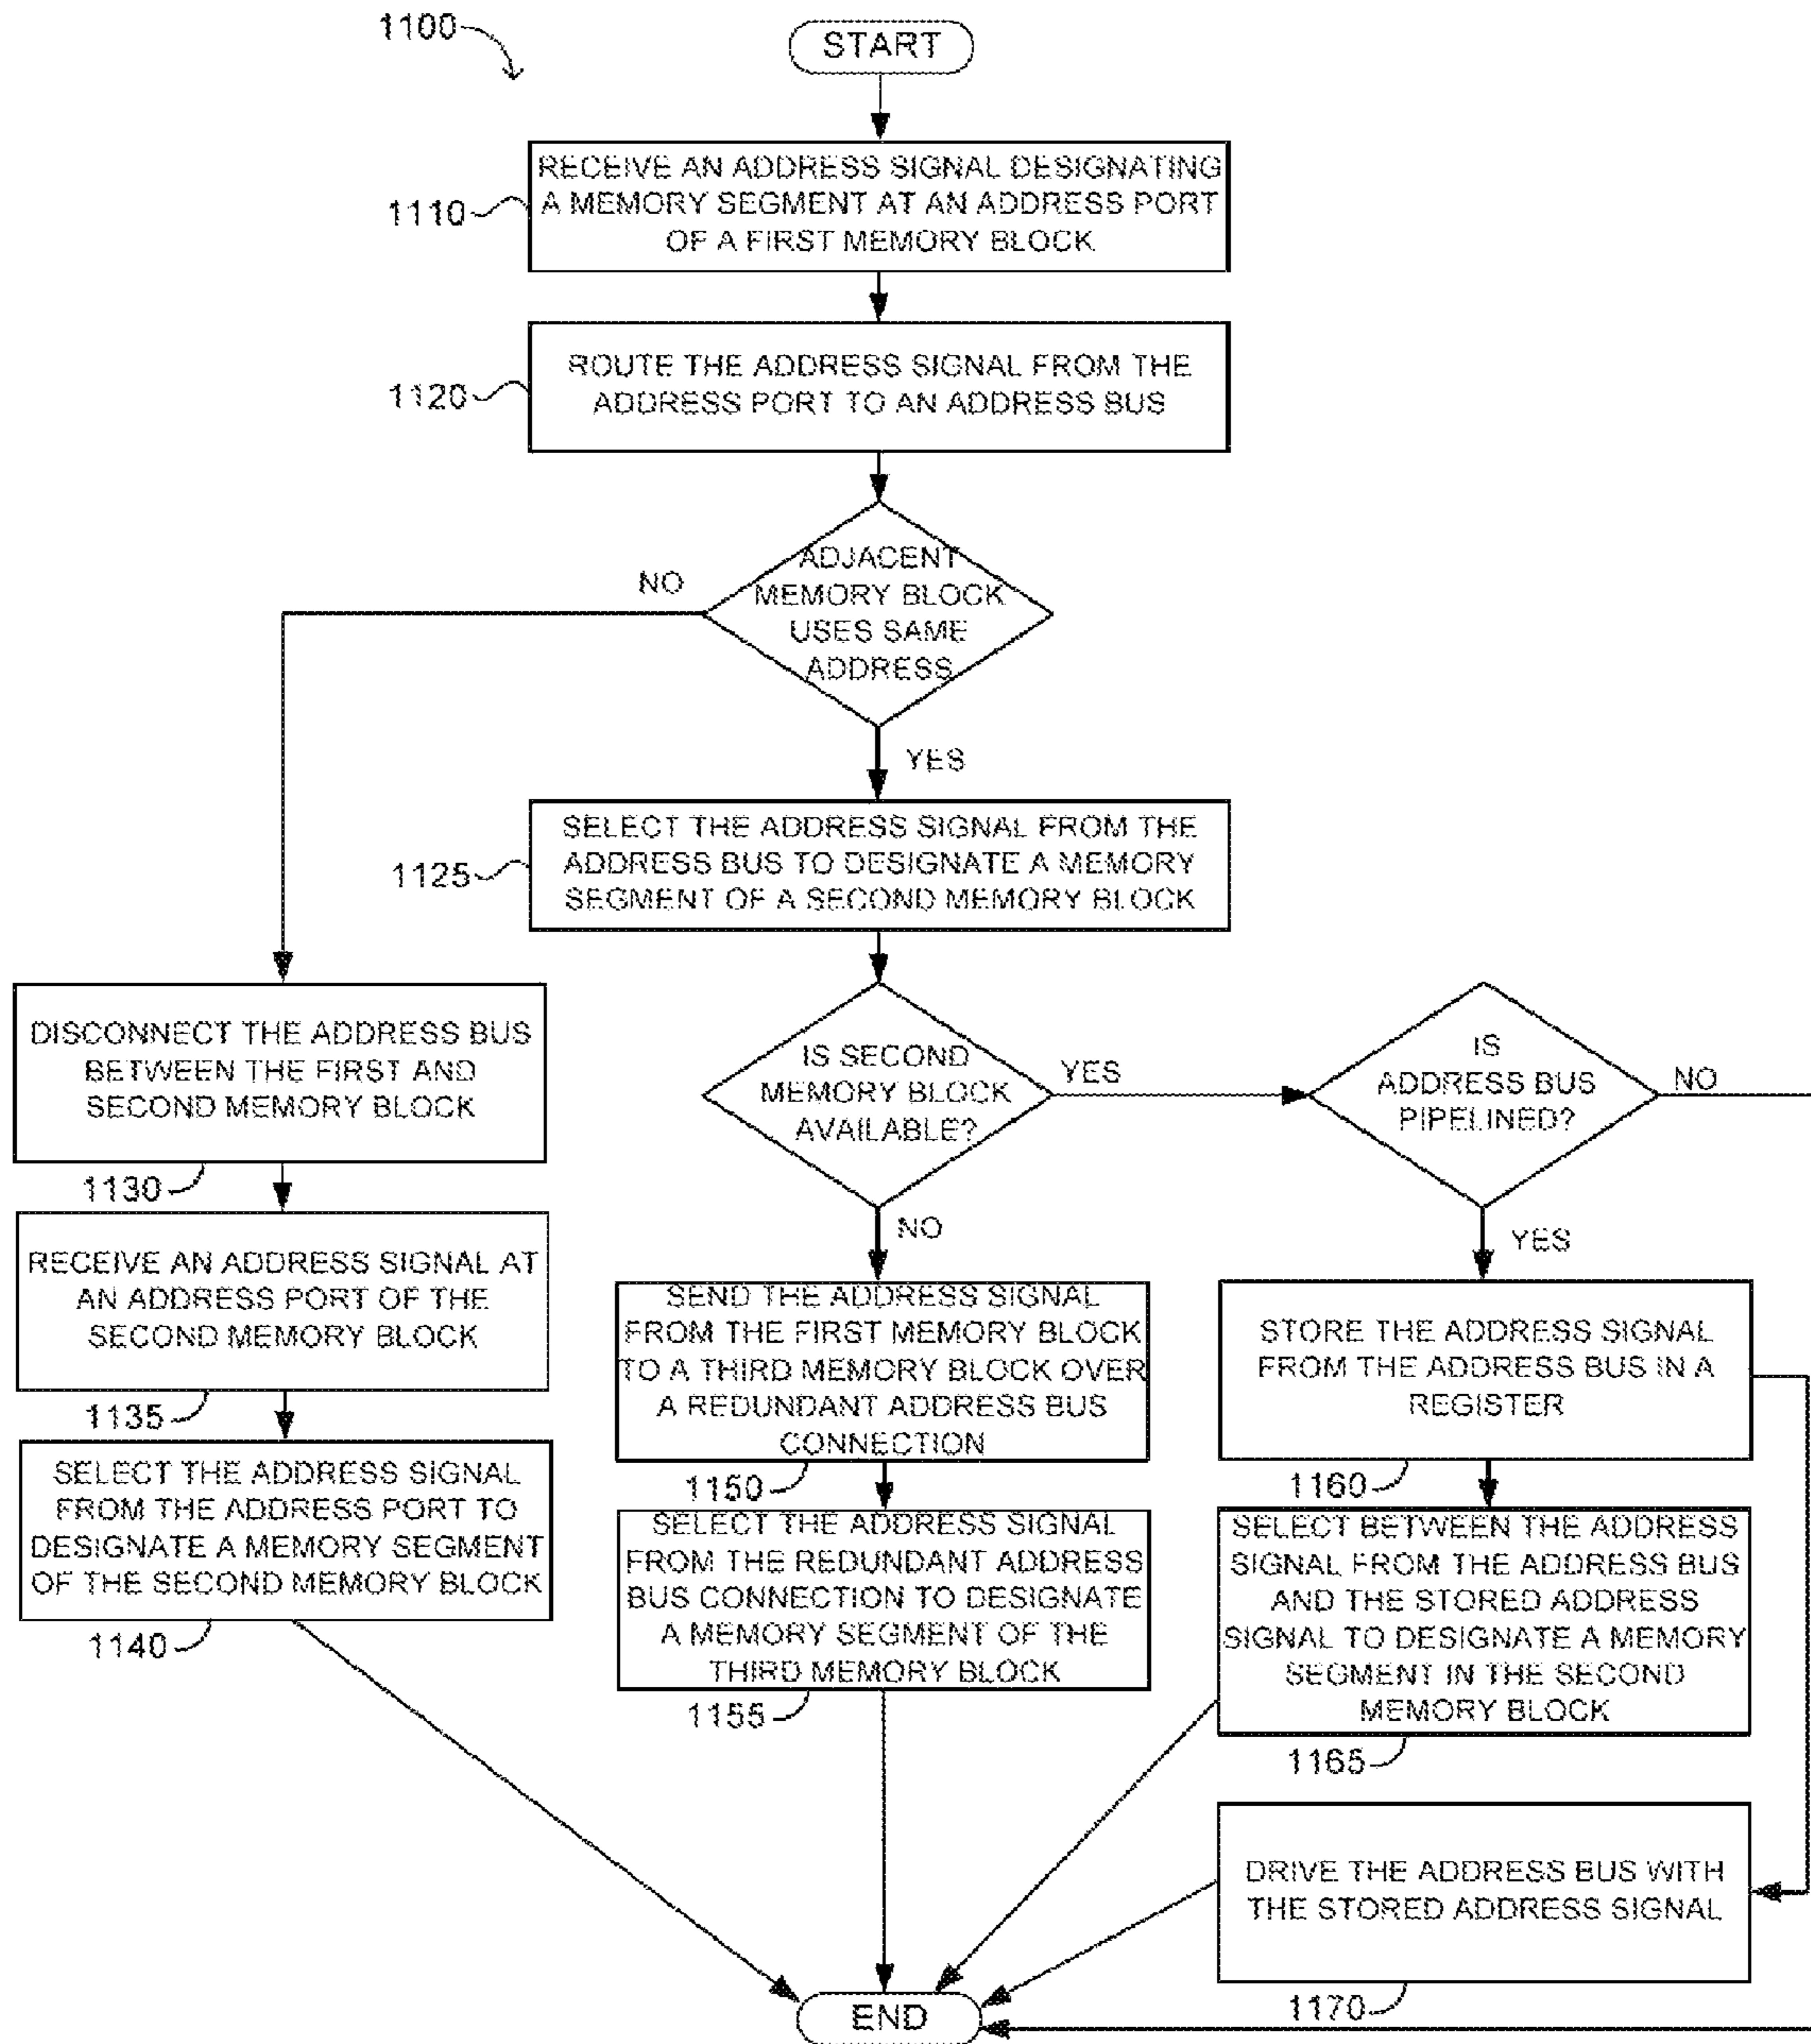 1100
START
RECEIVE AN ADDRESS SIGNAL DESIGNATING
A MEMORY SEGMENT AT AN ADDRESS PORT
OF A FIRST MEMORY BLOCK
1110
ROUTE THE ADDRESS SIGNAL FROM THE
ADDRESS PORT TO AN ADDRESS BUS
1120
ADJACENT
MEMORY BLOCK
USES SAME
ADDRESS
NO
YES
SELECT THE ADDRESS SIGNAL FROM THE
ADDRESS BUS TO DESIGNATE A MEMORY
SEGMENT OF A SECOND MEMORY BLOCK
1125
DISCONNECT THE ADDRESS BUS
BETWEEN THE FIRST AND
SECOND MEMORY BLOCK
1130
RECEIVE AN ADDRESS SIGNAL AT
AN ADDRESS PORT OF THE
SECOND MEMORY BLOCK
1135
SELECT THE ADDRESS SIGNAL
FROM THE ADDRESS PORT TO
DESIGNATE A MEMORY SEGMENT
OF THE SECOND MEMORY BLOCK
1140
IS SECOND
MEMORY BLOCK
AVAILABLE?
YES
NO
SEND THE ADDRESS SIGNAL
FROM THE FIRST MEMORY BLOCK
TO A THIRD MEMORY BLOCK OVER
A REDUNDANT ADDRESS BUS
CONNECTION
1150
SELECT THE ADDRESS SIGNAL
FROM THE REDUNDANT ADDRESS
BUS CONNECTION TO DESIGNATE
A MEMORY SEGMENT OF THE
THIRD MEMORY BLOCK
1155
IS
ADDRESS BUS
PIPELINED?
NO
YES
STORE THE ADDRESS SIGNAL
FROM THE ADDRESS BUS IN A
REGISTER
1160
SELECT BETWEEN THE ADDRESS
SIGNAL FROM THE ADDRESS BUS
AND THE STORED ADDRESS
SIGNAL TO DESIGNATE A MEMORY
SEGMENT IN THE SECOND
MEMORY BLOCK
1165
DRIVE THE ADDRESS BUS WITH
THE STORED ADDRESS SIGNAL
1170
END